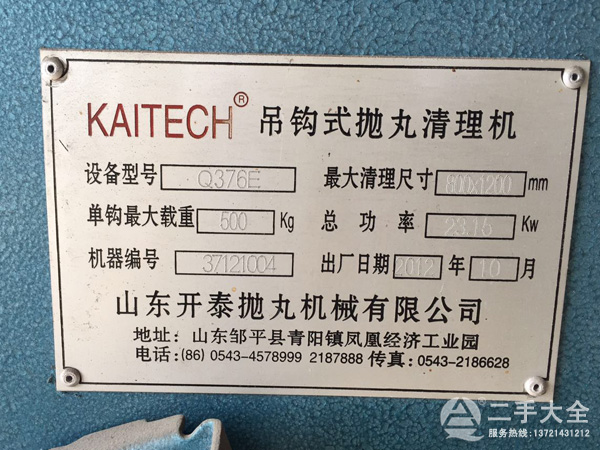 KAITECH® 吊钩式抛丸清理机
设备型号 Q376E 最大清理尺寸 800x1200 mm
单钩最大载重 500 Kg 总功率 23.16 Kw
机器编号 37121004 出厂日期 2012 年 10 月
山东开泰抛丸机械有限公司
地址: 山东邹平县青阳镇凤凰经济工业园
电话:(86) 0543-4578999 2187888 传真: 0543-2186628
二手大全
服务热线:13721431212